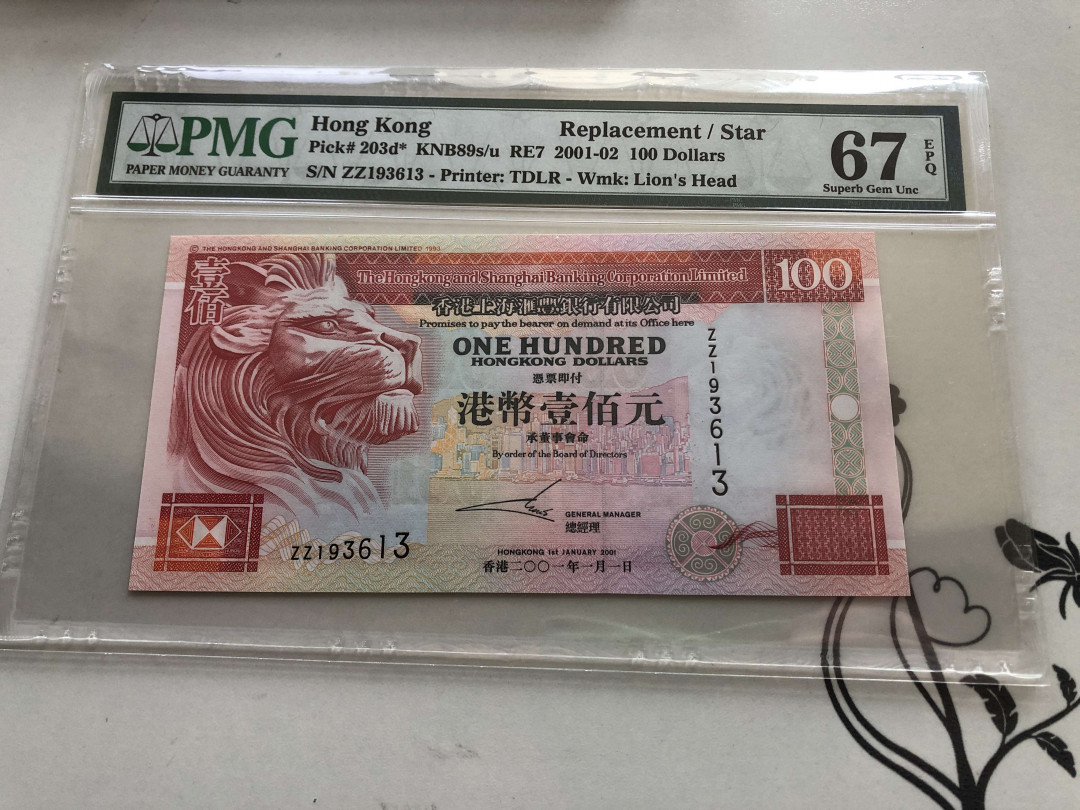 PMG
PAPER MONEY GUARANTY
Hong Kong Replacement / Star
Pick# 203d* KNB89s/u RE7 2001-02 100 Dollars
S/N ZZ193613 - Printer: TDLR - Wmk: Lion's Head
67 EPQ
Superb Gem Unc
© THE HONGKONG AND SHANGHAI BANKING CORPORATION LIMITED 1993
壹佰
The Hongkong and Shanghai Banking Corporation Limited
100
香港上海滙豐銀行有限公司
Promises to pay the bearer on demand at its Office here
ONE HUNDRED
HONGKONG DOLLARS
憑票即付
港幣壹佰元
承董事會命
By order of the Board of Directors
ZZ193613
GENERAL MANAGER
總經理
ZZ193613
HONGKONG 1st JANUARY 2001
香港二〇〇一年一月一日